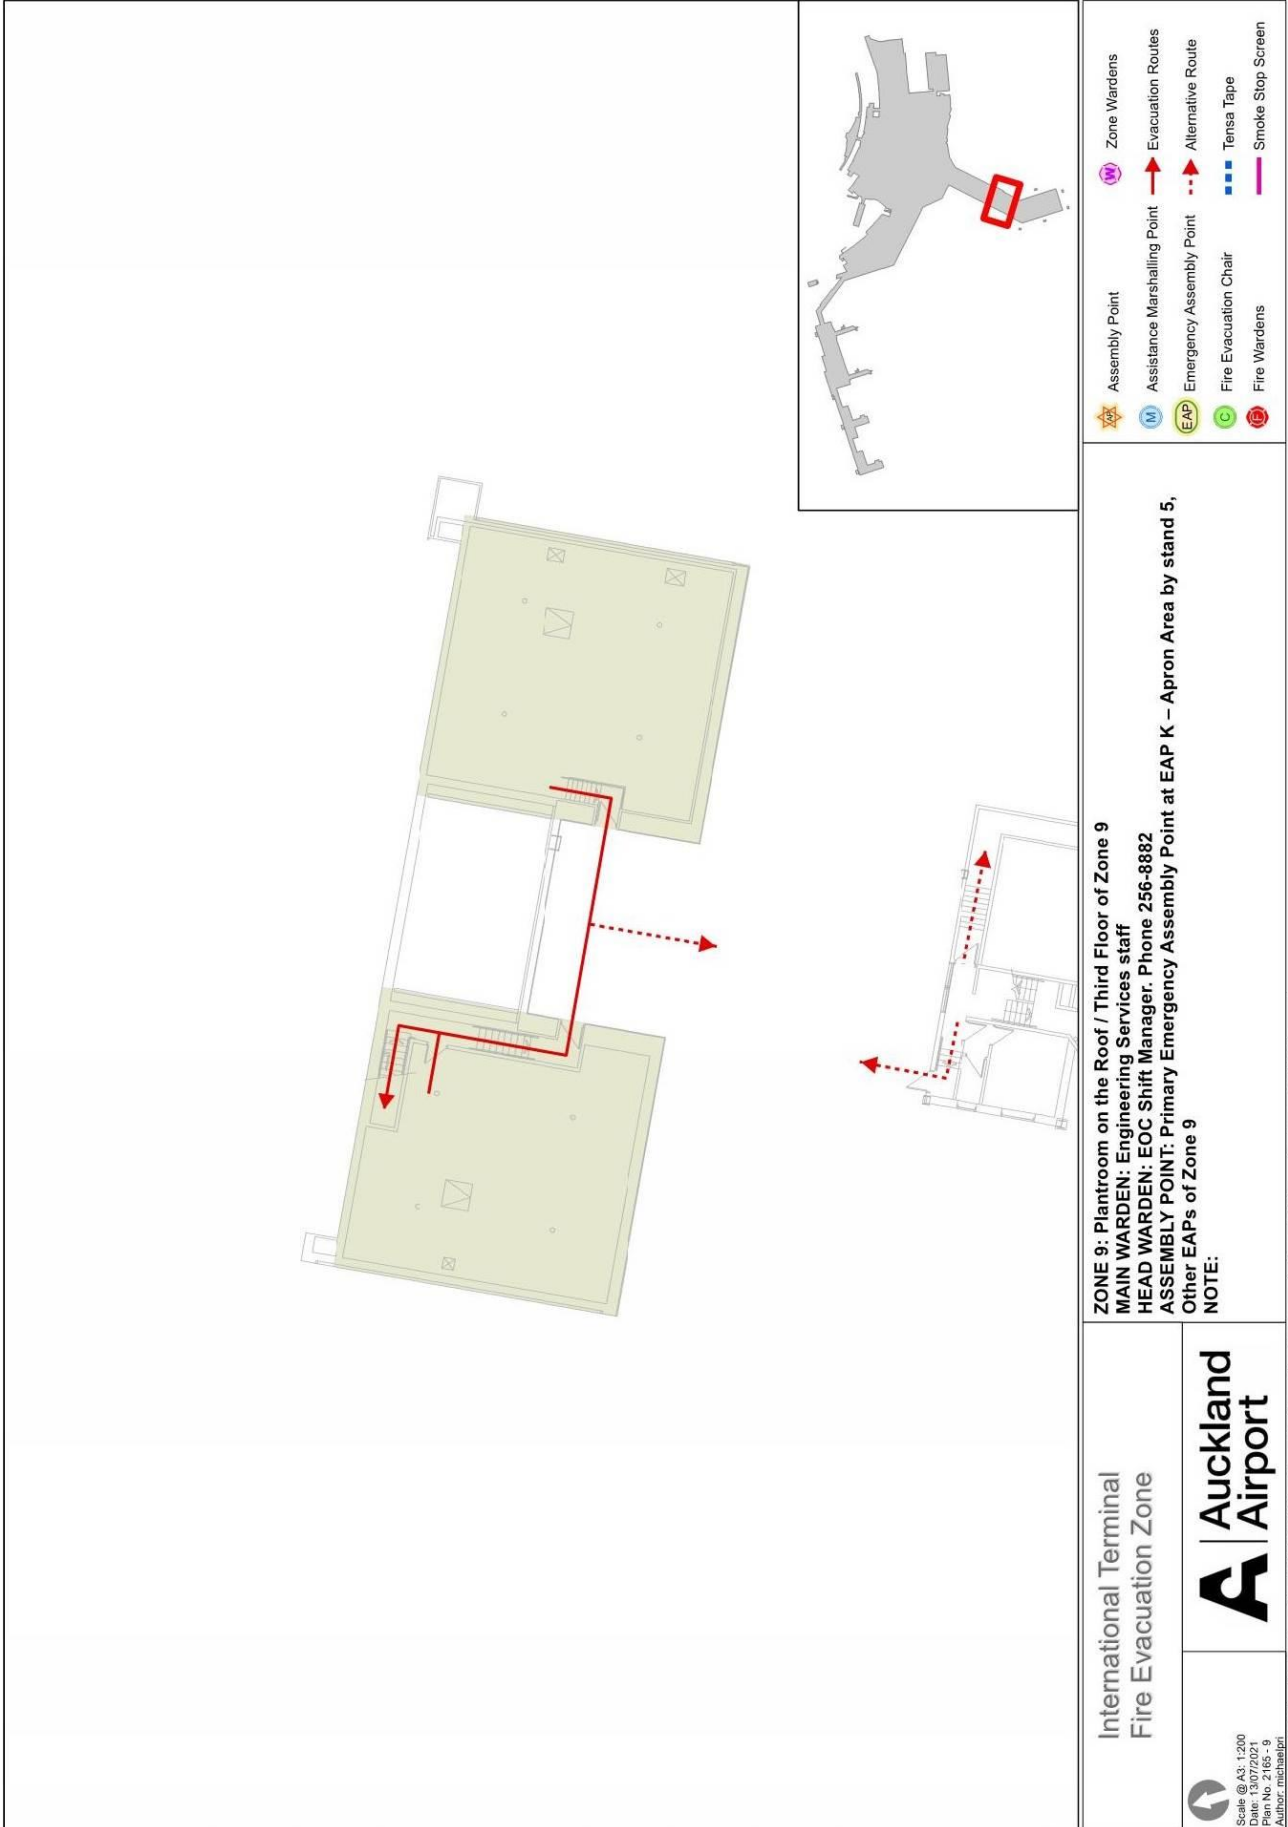 International Terminal
Fire Evacuation Zone
Scale @ A3: 1:200
Date: 13/07/2021
Plan No. 2165 - 9
Author: michaelpri
A Auckland
Airport
ZONE 9: Plantroom on the Roof / Third Floor of Zone 9
MAIN WARDEN: Engineering Services staff
HEAD WARDEN: EOC Shift Manager. Phone 256-8882
ASSEMBLY POINT: Primary Emergency Assembly Point at EAP K – Apron Area by stand 5,
Other EAPs of Zone 9
NOTE:
AP Assembly Point
M Assistance Marshalling Point
EAP Emergency Assembly Point
C Fire Evacuation Chair
F Fire Wardens
W Zone Wardens
Evacuation Routes
Alternative Route
Tensa Tape
Smoke Stop Screen